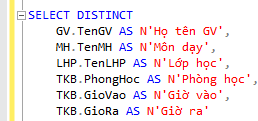 SELECT DISTINCT
GV.TenGV AS N'Họ tên GV',
MH.TenMH AS N'Môn dạy',
LHP.TenLHP AS N'Lớp học',
TKB.PhongHoc AS N'Phòng học',
TKB.GioVao AS N'Giờ vào',
TKB.GioRa AS N'Giờ ra'